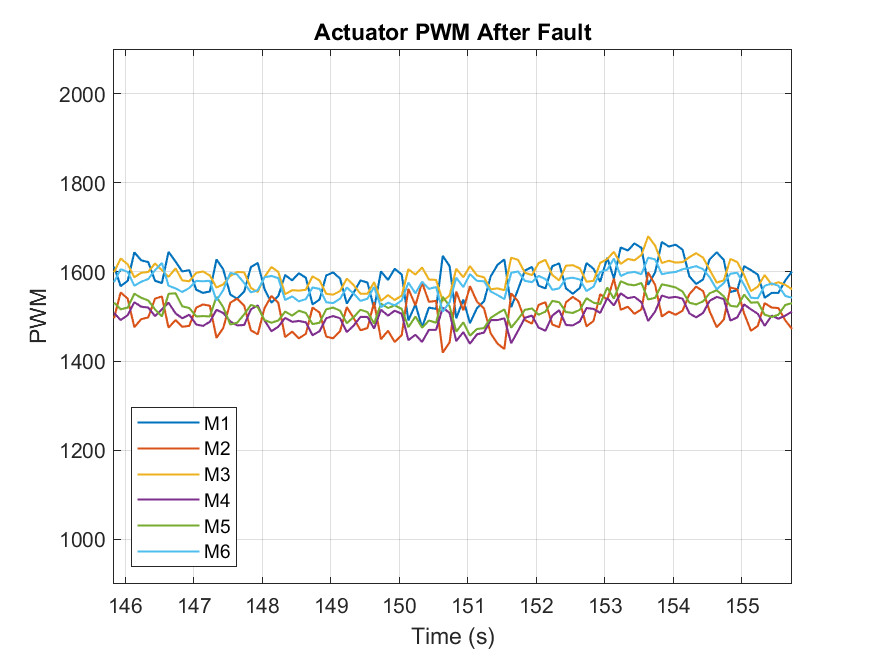 Actuator PWM After Fault
2000
1800
1600
1400
1200
1000
PWM
M1
M2
M3
M4
M5
M6
146 147 148 149 150 151 152 153 154 155
Time (s)